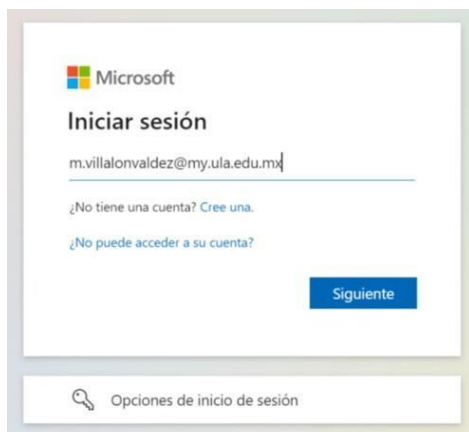 Microsoft
Iniciar sesión
m.villalonvaldez@my.ula.edu.mx
¿No tiene una cuenta? Cree una.
¿No puede acceder a su cuenta?
Siguiente
Opciones de inicio de sesión